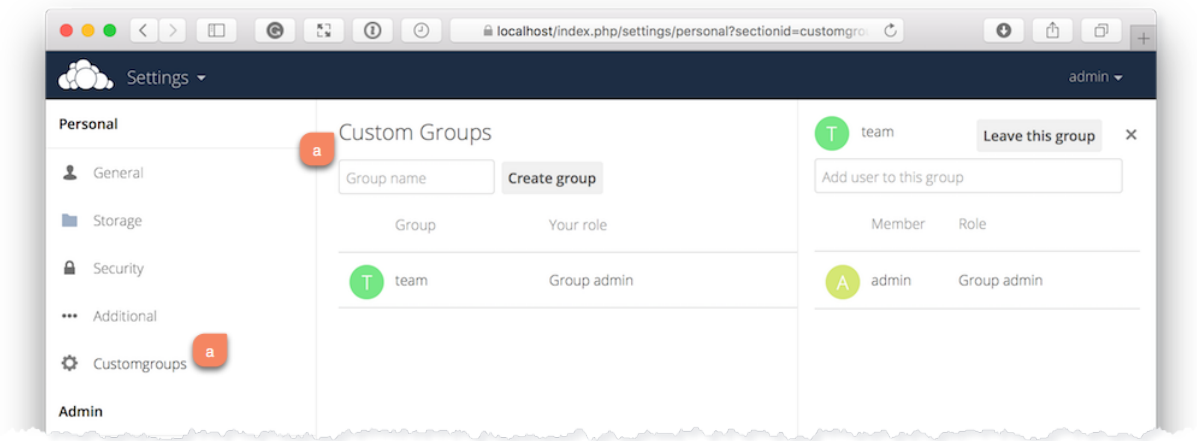 localhost/index.php/settings/personal?sectionid=customgro
Settings
admin
Personal
General
Storage
Security
Additional
Customgroups
a
Admin
a
Custom Groups
Group name
Create group
Group Your role
T team Group admin
T team
Leave this group
×
Add user to this group
Member Role
A admin Group admin